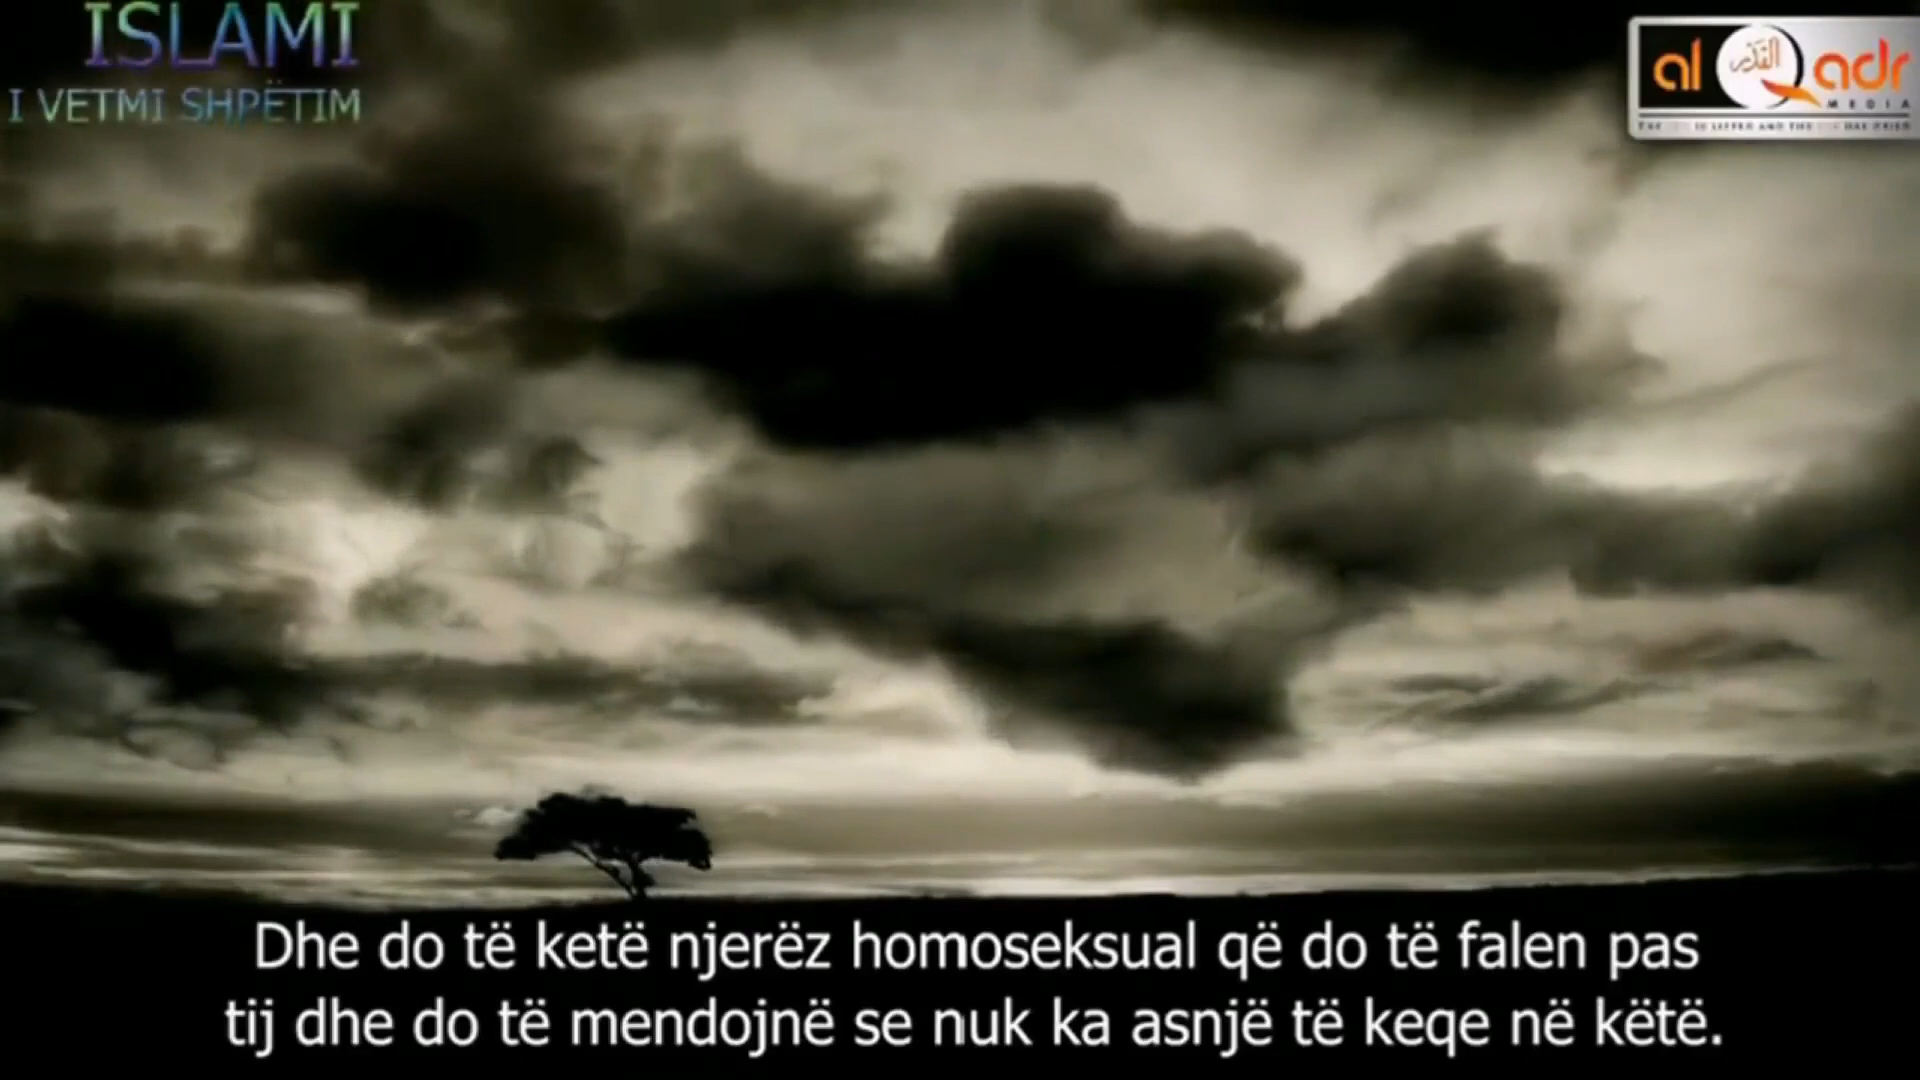 ISLAMI
I VETMI SHPËTIM
al Qadr
القدر
MEDIA
Dhe do të ketë njerëz homoseksual që do të falen pas
tij dhe do të mendojnë se nuk ka asnjë të keqe në këtë.